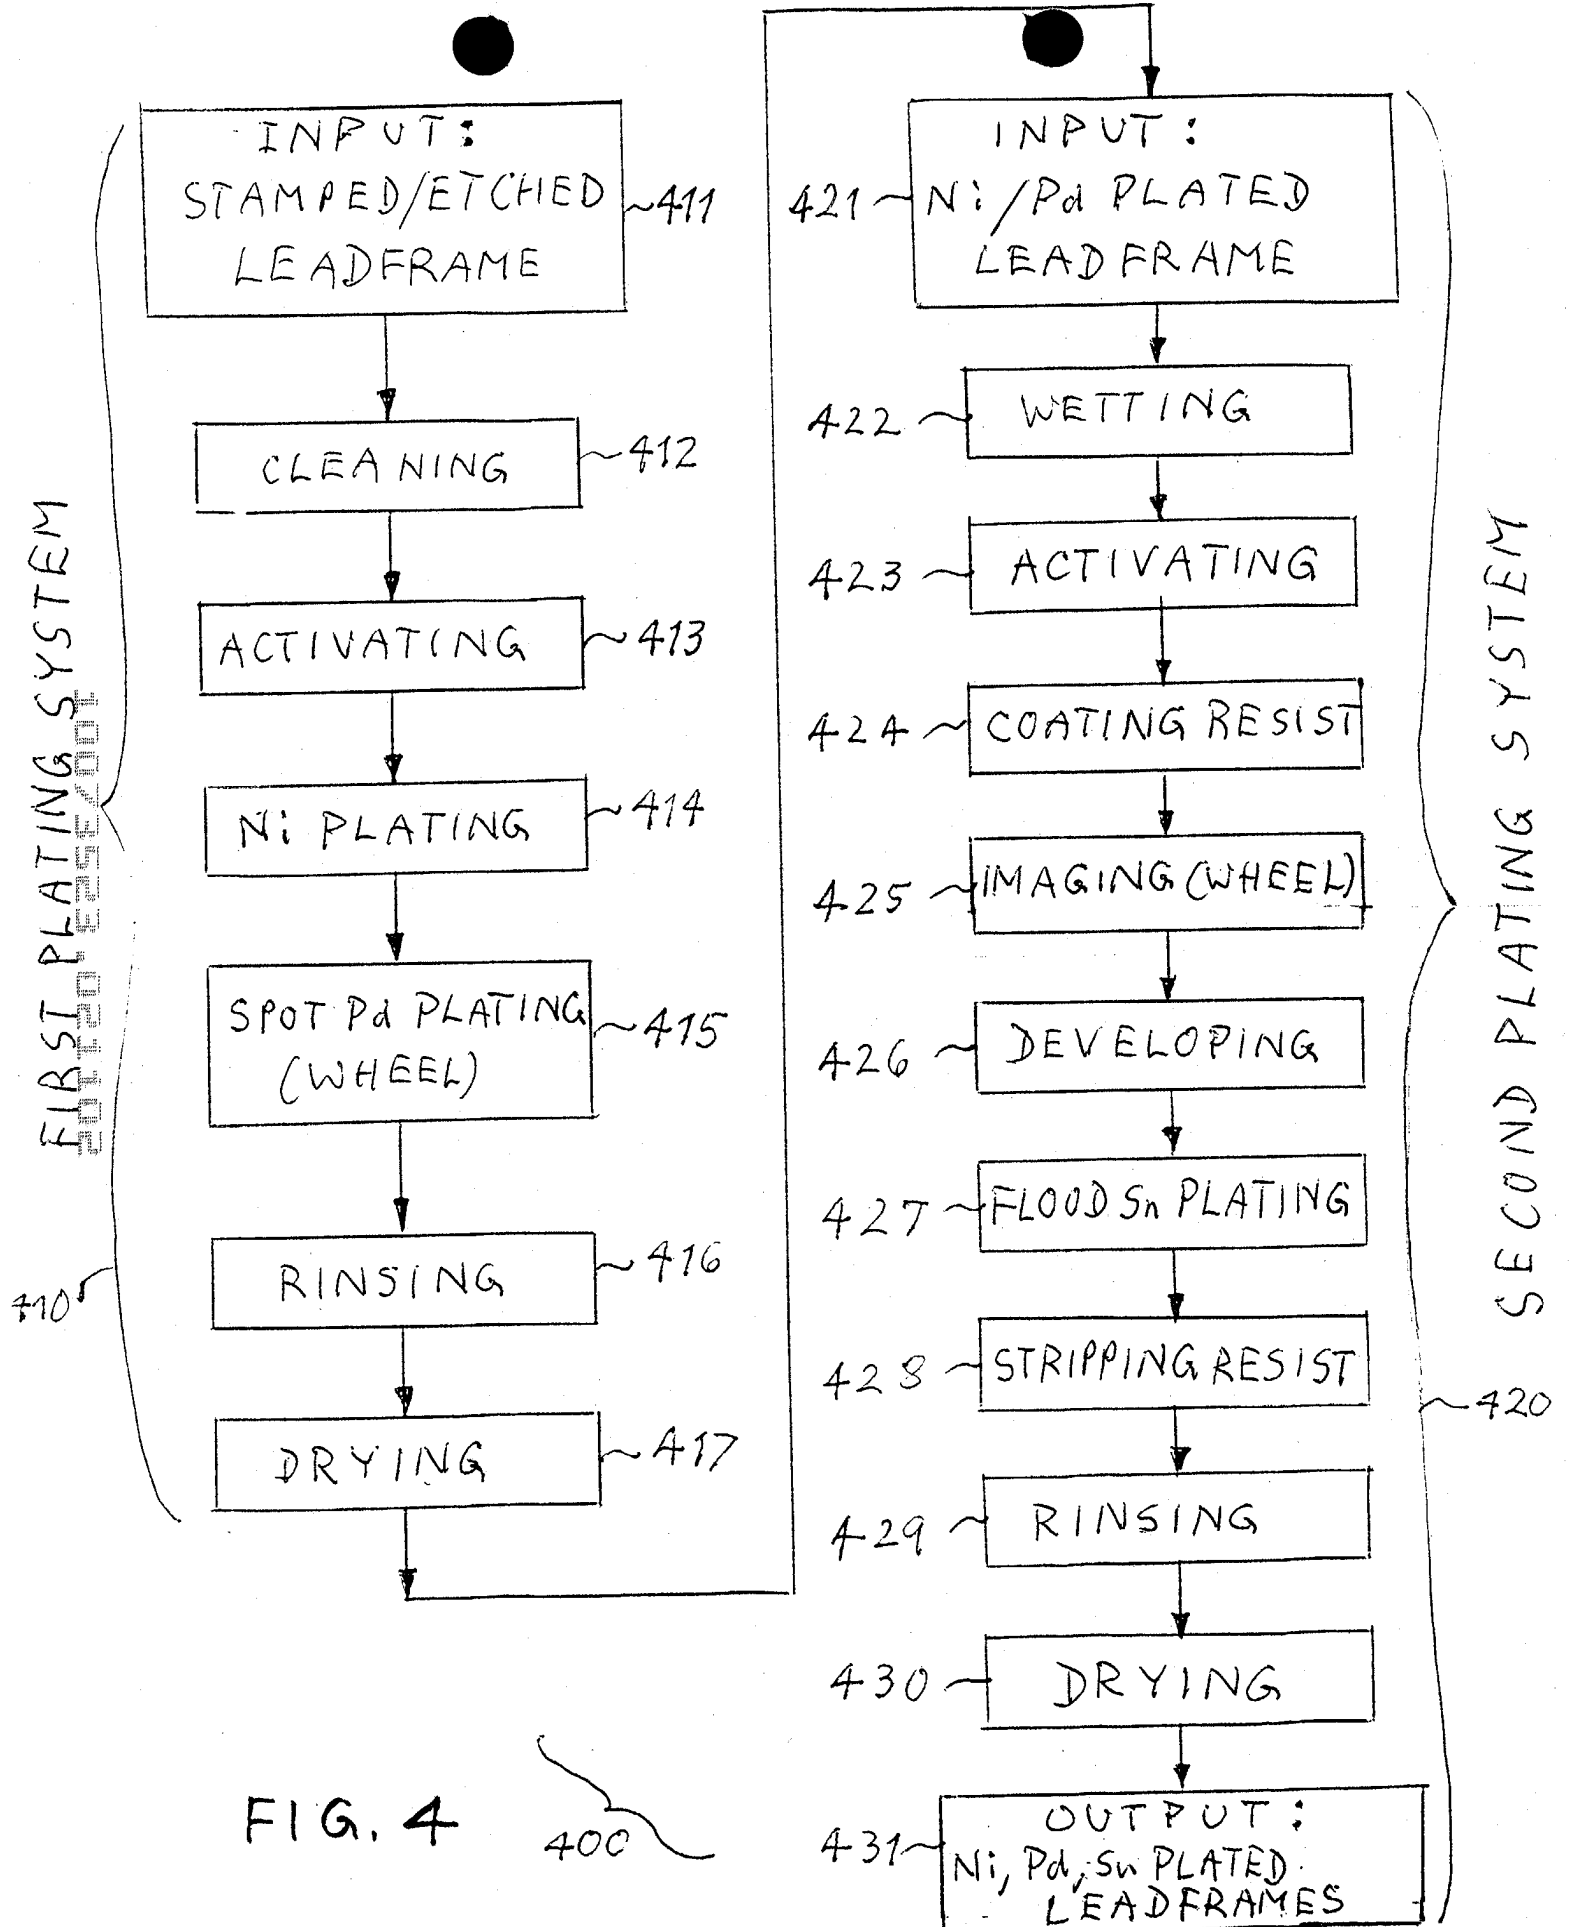 INPUT:
STAMPED/ETCHED
LEADFRAME
411
CLEANING
412
ACTIVATING
413
Ni PLATING
414
SPOT Pd PLATING
(WHEEL)
415
RINSING
416
DRYING
417
FIRST PLATING SYSTEM
410
INPUT:
Ni/Pd PLATED
LEADFRAME
421
WETTING
422
ACTIVATING
423
COATING RESIST
424
IMAGING (WHEEL)
425
DEVELOPING
426
FLOOD Sn PLATING
427
STRIPPING RESIST
428
RINSING
429
DRYING
430
OUTPUT:
Ni, Pd, Sn PLATED
LEADFRAMES
431
SECOND PLATING SYSTEM
420
FIG. 4
400